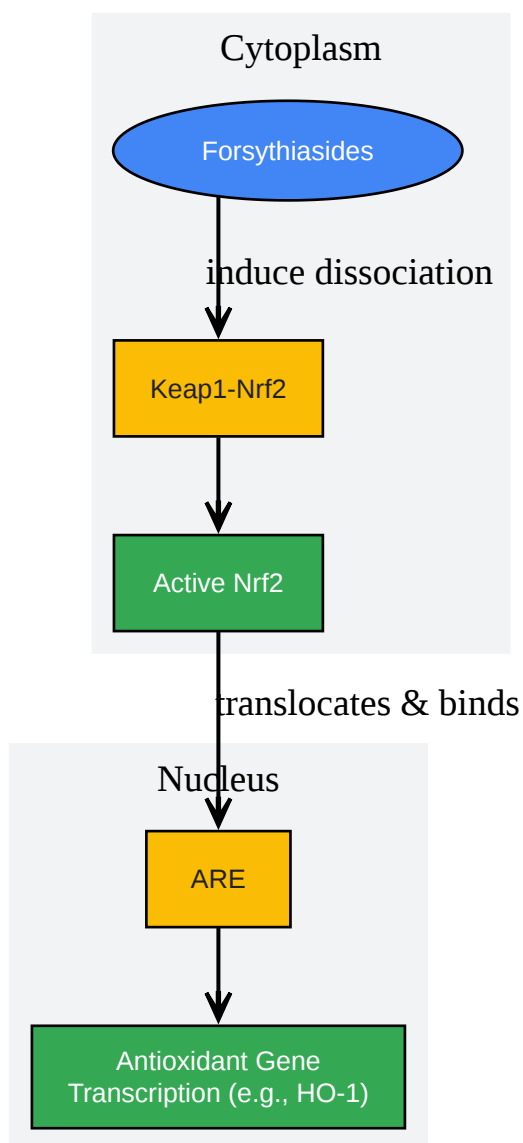 Cytoplasm
Forsythiasides
induce dissociation
Keap1-Nrf2
Active Nrf2
translocates & binds
Nucleus
ARE
Antioxidant Gene
Transcription (e.g., HO-1)